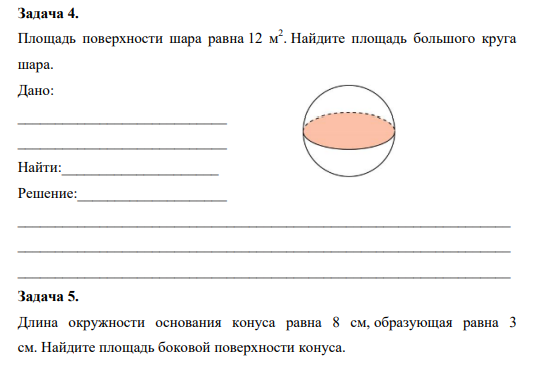 Задача 4.
Площадь поверхности шара равна 12 м². Найдите площадь большого круга
шара.
Дано:
Найти:
Решение:
Задача 5.
Длина окружности основания конуса равна 8 см, образующая равна 3
см. Найдите площадь боковой поверхности конуса.